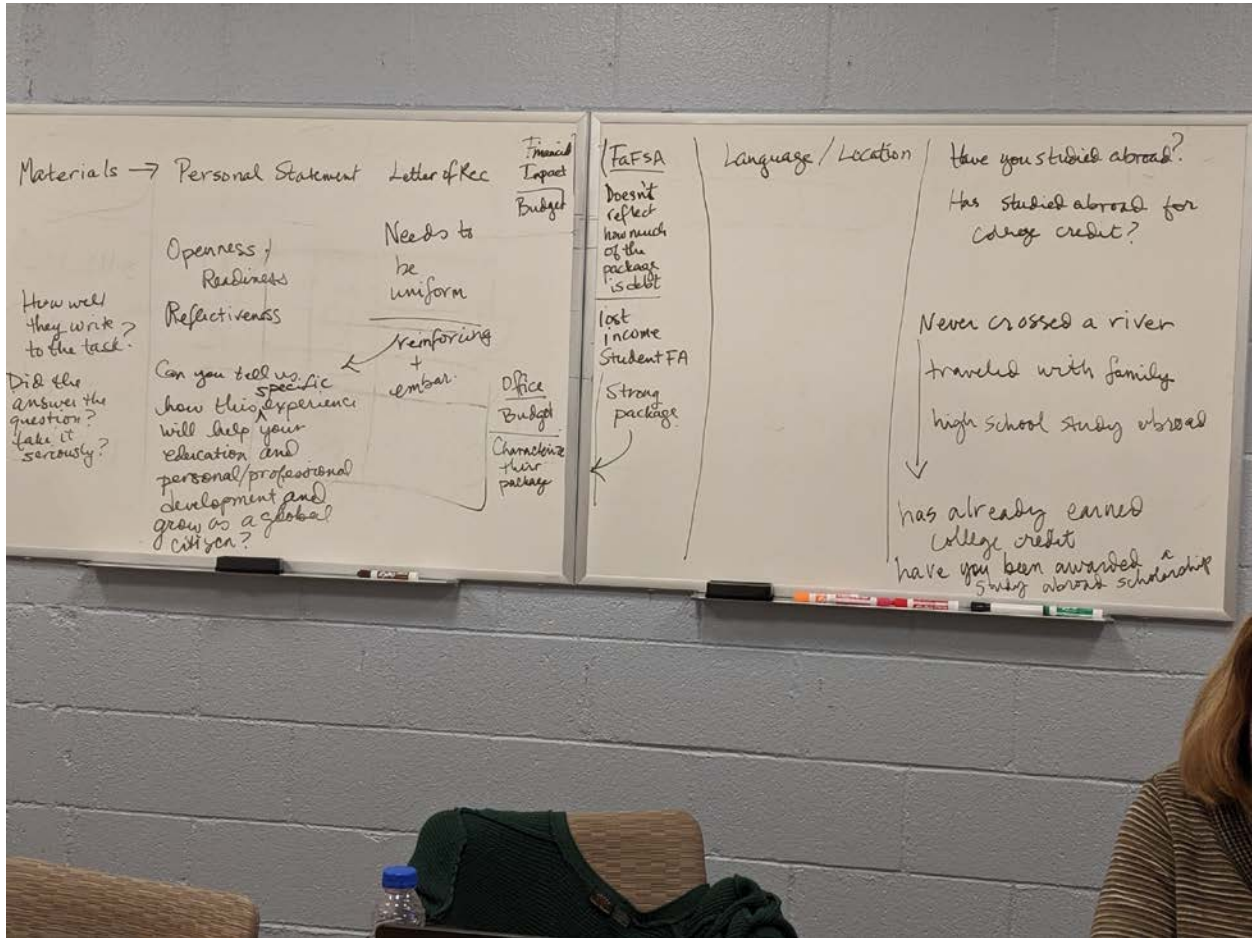 Materials → Personal Statement
Letter of Rec
Financial
Impact
Budget
How well
they write
to the task?
Did the
answer the
question?
take it
seriously?
Openness,
Readiness
Reflectiveness
Can you tell us
specific
how this ^ experience
will help your
education and
personal/professional
development and
grow as a global
citizen?
Needs to
be
uniform
reinforcing
+
Office
Budget
Characterize
their
package
FaFSA
Doesn't
reflect
how much
of the
package
is debt
lost
income
Student FA
Strong
package
Language / Location
Have you studied abroad?
Has studied abroad for
college credit?
Never crossed a river
traveled with family
high school study abroad
has already earned
college credit
have you been awarded ^ a
study abroad scholarship
EXPO